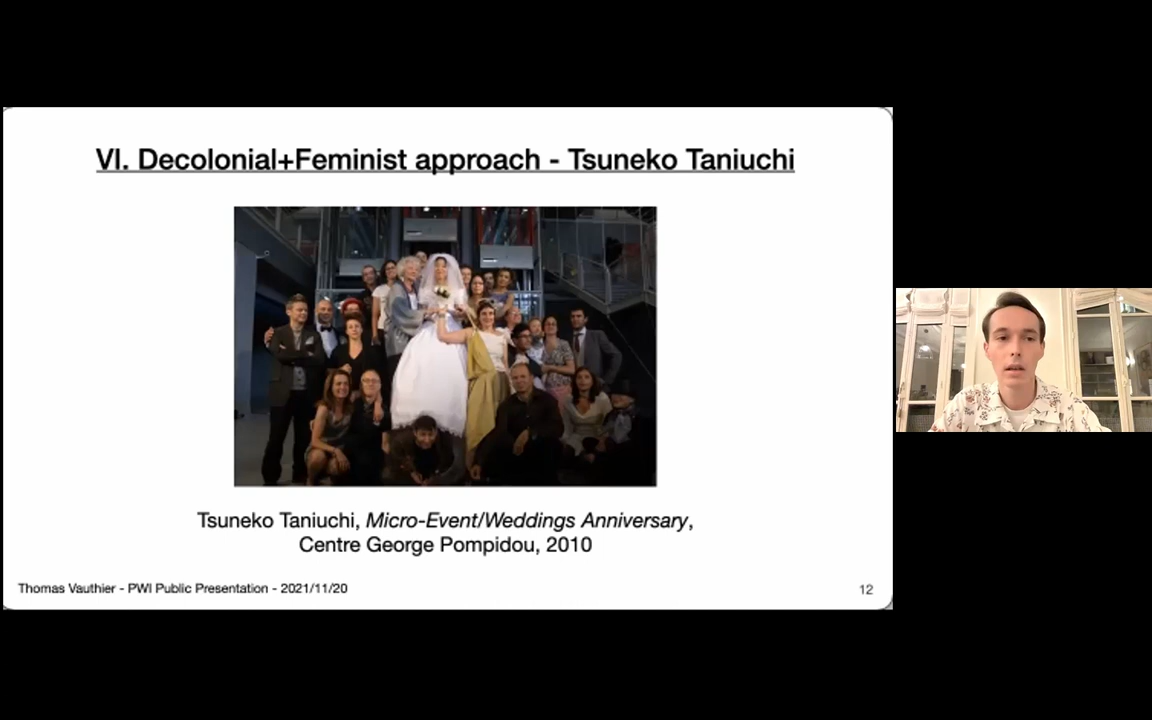 VI. Decolonial+Feminist approach - Tsuneko Taniuchi
Tsuneko Taniuchi, Micro-Event/Weddings Anniversary,
Centre George Pompidou, 2010
Thomas Vauthier - PWI Public Presentation - 2021/11/20
12